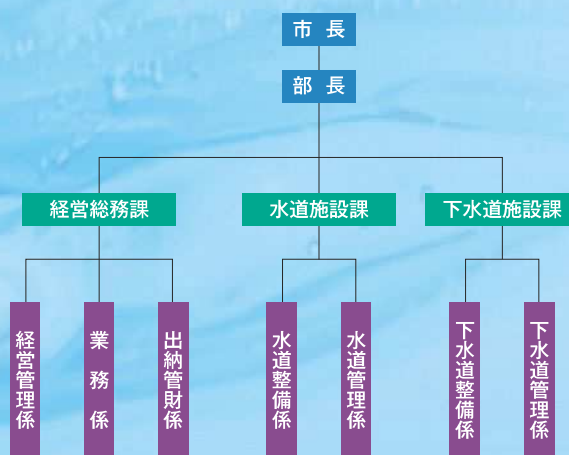 市長
部長
経営総務課
水道施設課
下水道施設課
経営管理係
業務係
出納管財係
水道整備係
水道管理係
下水道整備係
下水道管理係